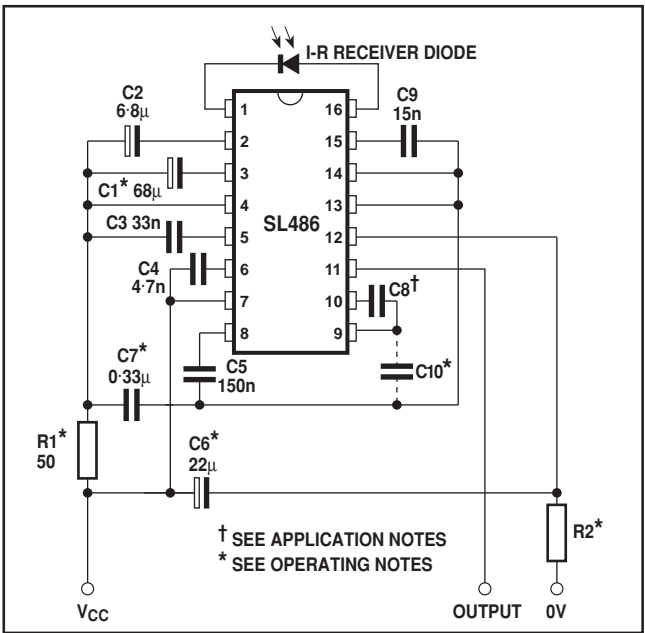 I-R RECEIVER DIODE
C2
6·8µ
C9
15n
1
16
2
15
C1* 68µ
3
14
4
13
C3 33n
SL486
5
12
C4
4·7n
6
11
C8†
7
10
8
9
C7*
0·33µ
C5
150n
C10*
R1*
50
C6*
22µ
† SEE APPLICATION NOTES
* SEE OPERATING NOTES
R2*
VCC
OUTPUT
0V